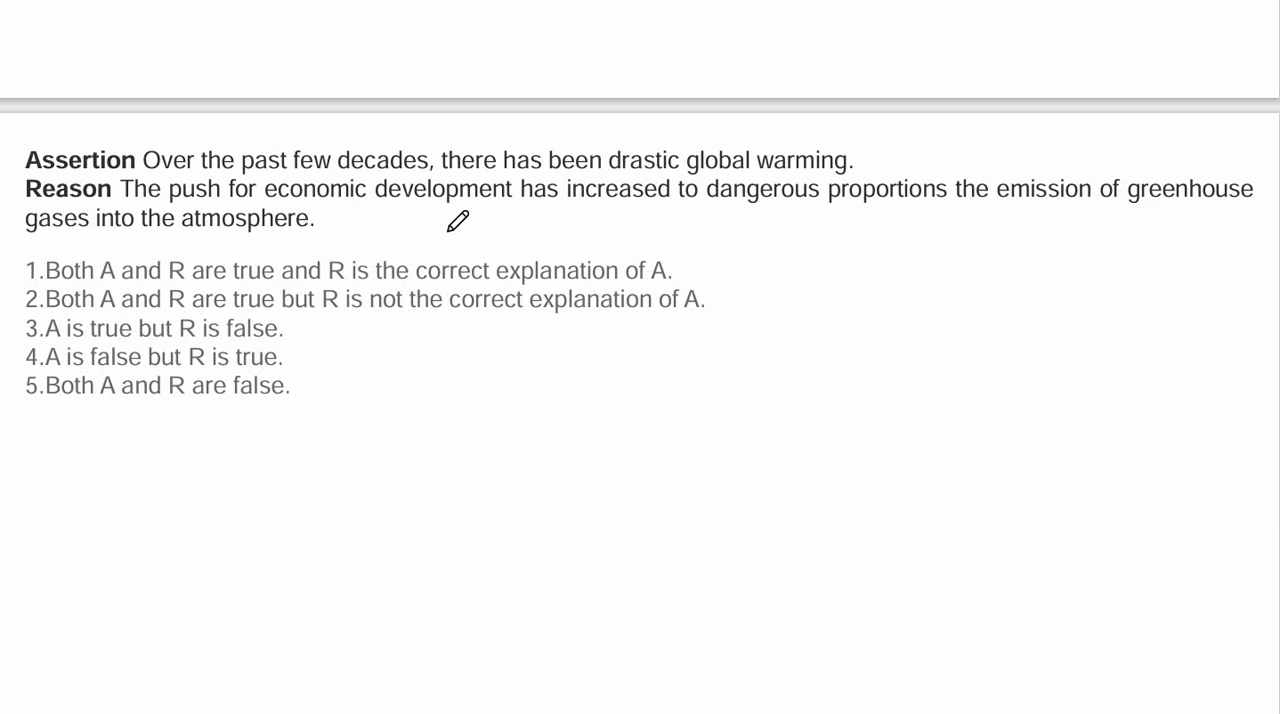 Assertion Over the past few decades, there has been drastic global warming.
Reason The push for economic development has increased to dangerous proportions the emission of greenhouse
gases into the atmosphere.
1.Both A and R are true and R is the correct explanation of A.
2.Both A and R are true but R is not the correct explanation of A.
3.A is true but R is false.
4.A is false but R is true.
5.Both A and R are false.